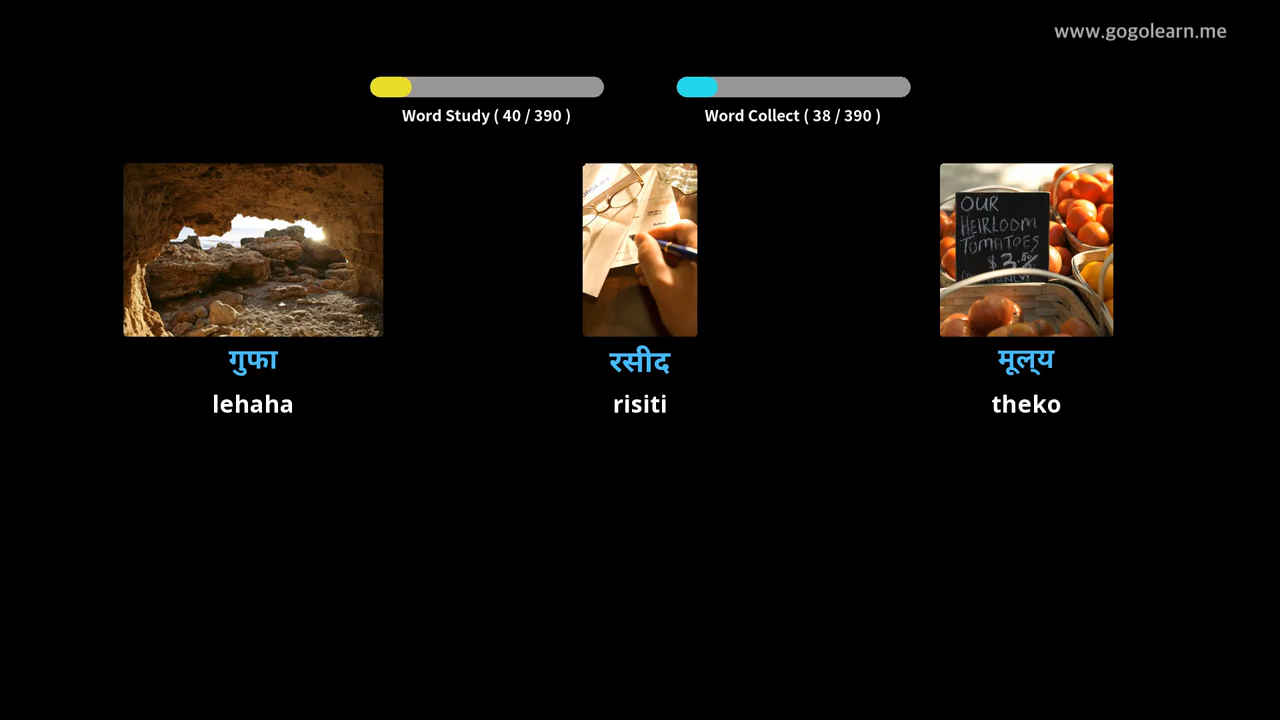 www.gogolearn.me
Word Study ( 40 / 390 )
Word Collect ( 38 / 390 )
OUR
HEIRLOOM
TOMATOES
गुफा
रसीद
मूल्य
lehaha
risiti
theko